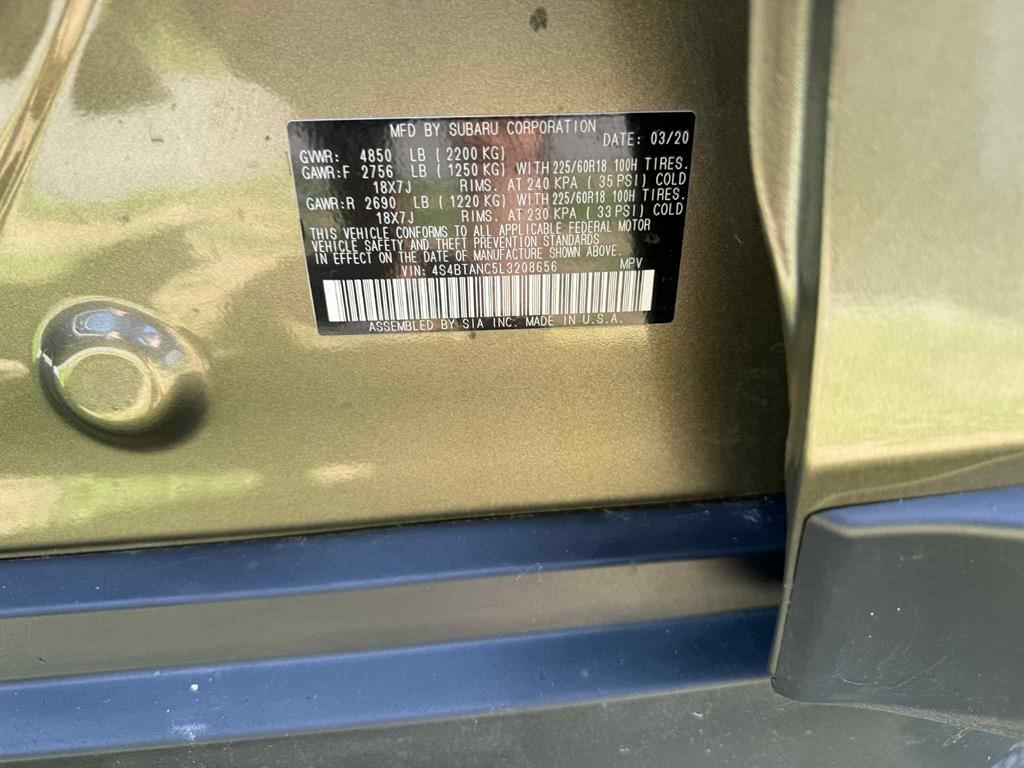 MFD BY SUBARU CORPORATION DATE: 03/20
GVWR: 4850 LB (2200 KG)
GAWR:F 2756 LB (1250 KG) WITH 225/60R18 100H TIRES.
18X7J RIMS. AT 240 KPA (35 PSI) COLD
GAWR:R 2690 LB (1220 KG) WITH 225/60R18 100H TIRES.
18X7J RIMS. AT 230 KPA (33 PSI) COLD
THIS VEHICLE CONFORMS TO ALL APPLICABLE FEDERAL MOTOR
VEHICLE SAFETY AND THEFT PREVENTION STANDARDS
IN EFFECT ON THE DATE OF MANUFACTURE SHOWN ABOVE.
VIN: 4S4BTANC5L3208656 MPV
ASSEMBLED BY SIA INC. MADE IN U.S.A.